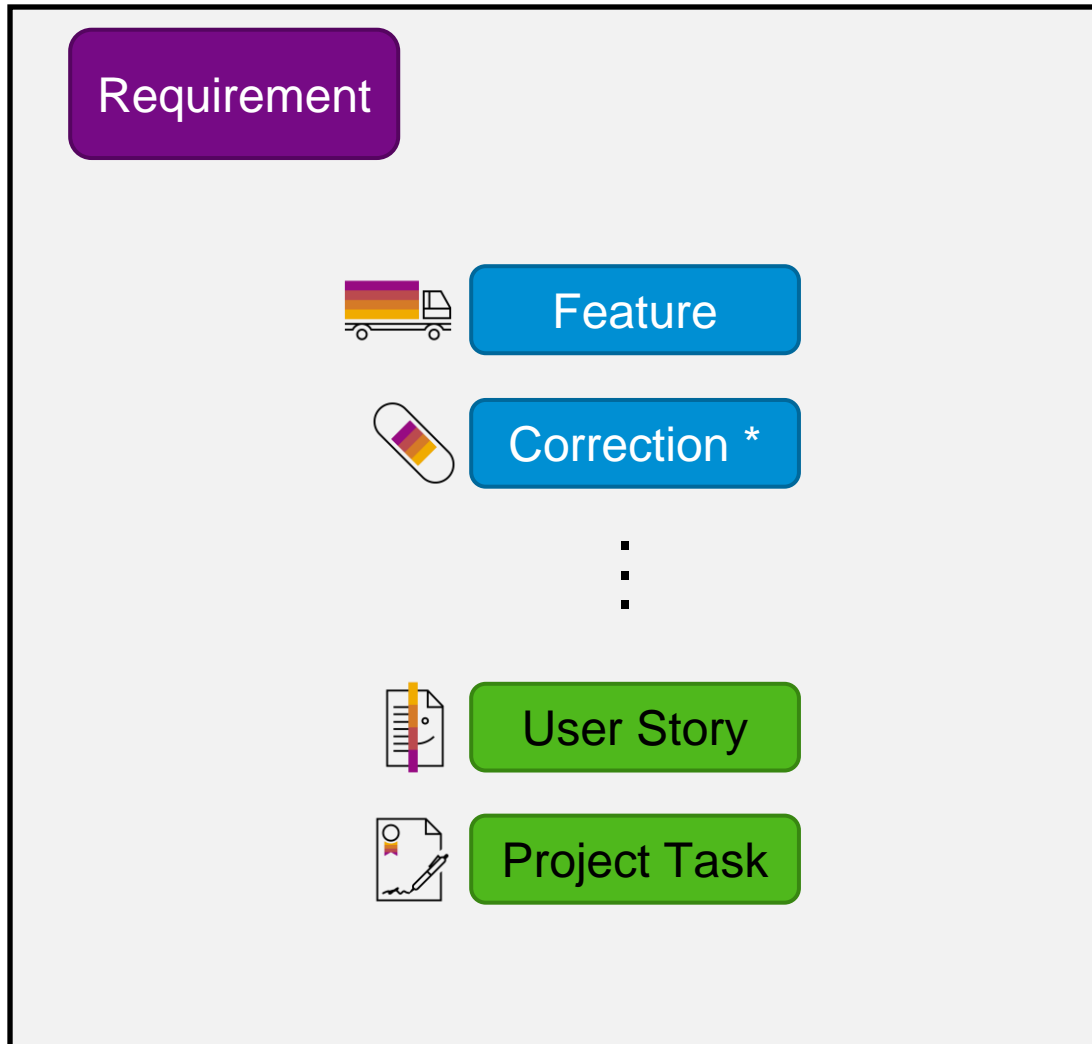 Requirement
Feature
Correction *
User Story
Project Task